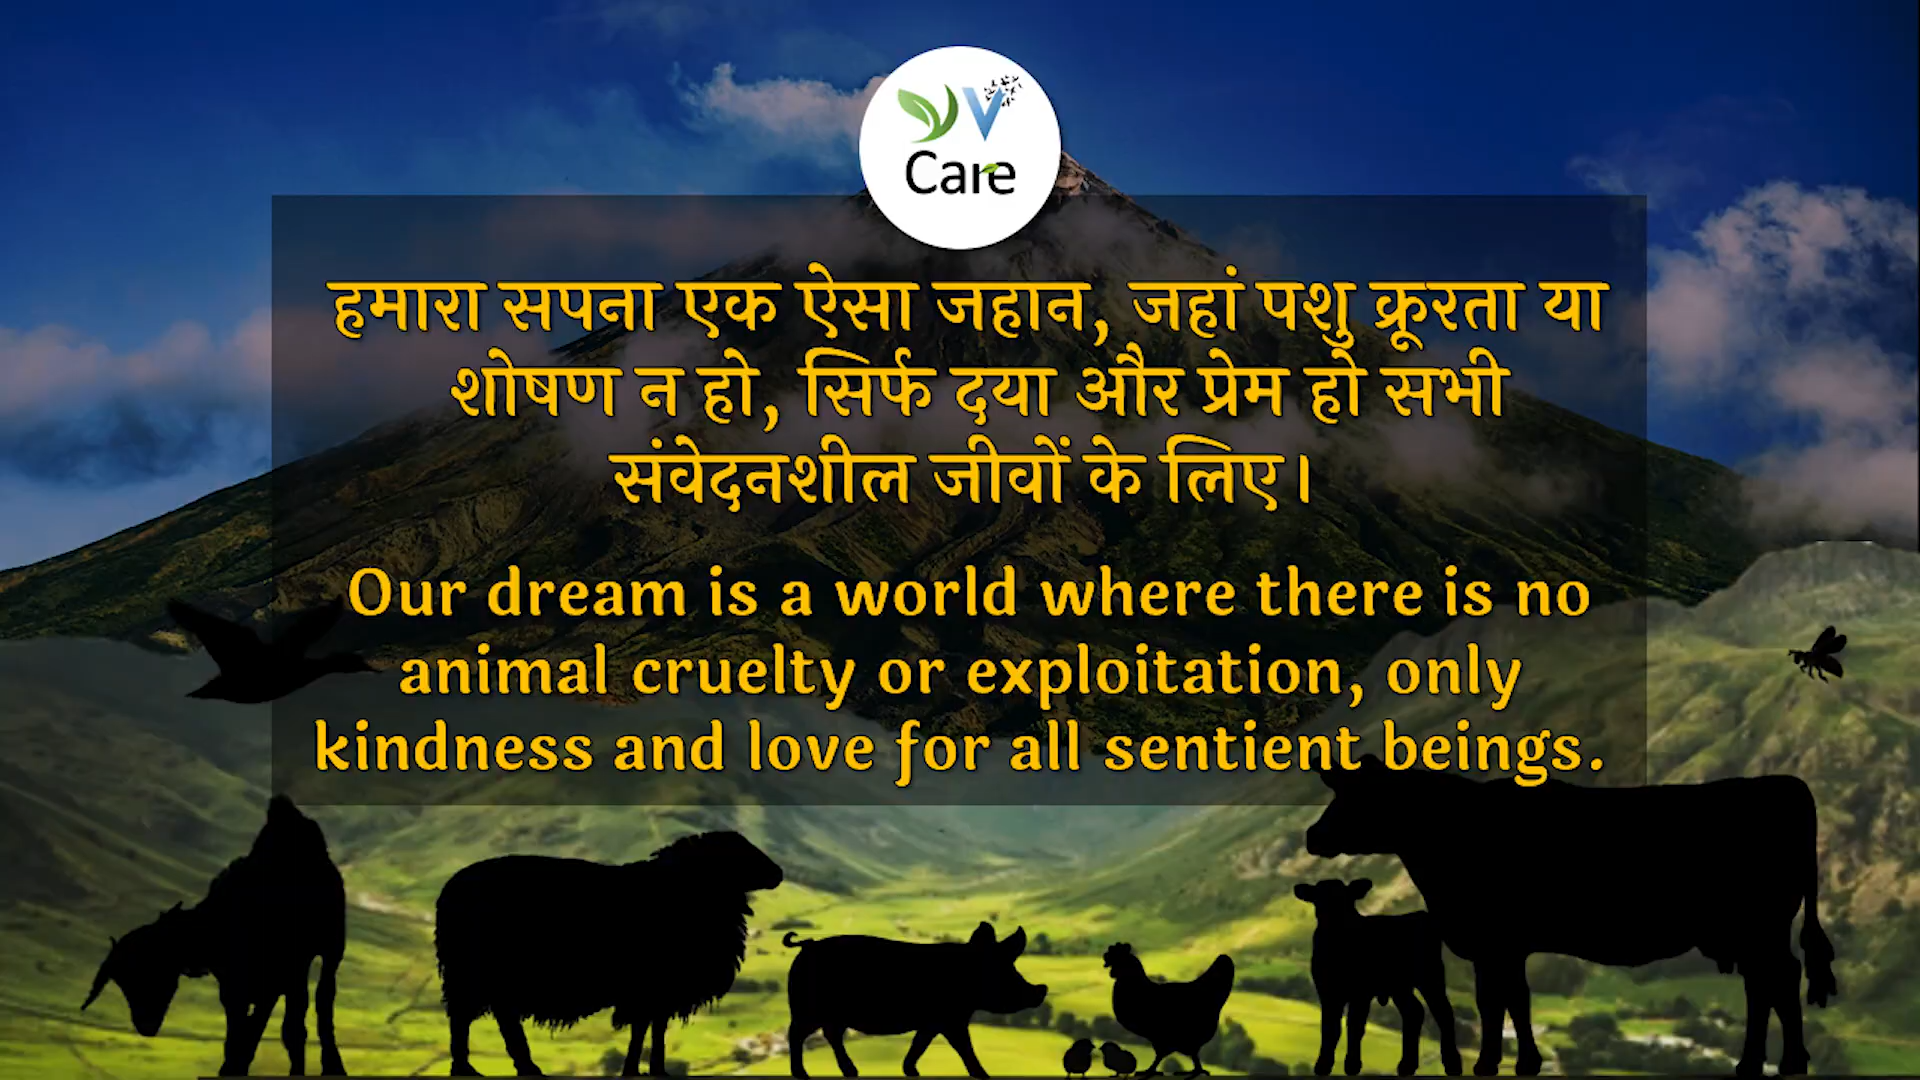 VV
Care
हमारा सपना एक ऐसा जहान, जहां पशु क्रूरता या
शोषण न हो, सिर्फ दया और प्रेम हो सभी
संवेदनशील जीवों के लिए।
Our dream is a world where there is no
animal cruelty or exploitation, only
kindness and love for all sentient beings.